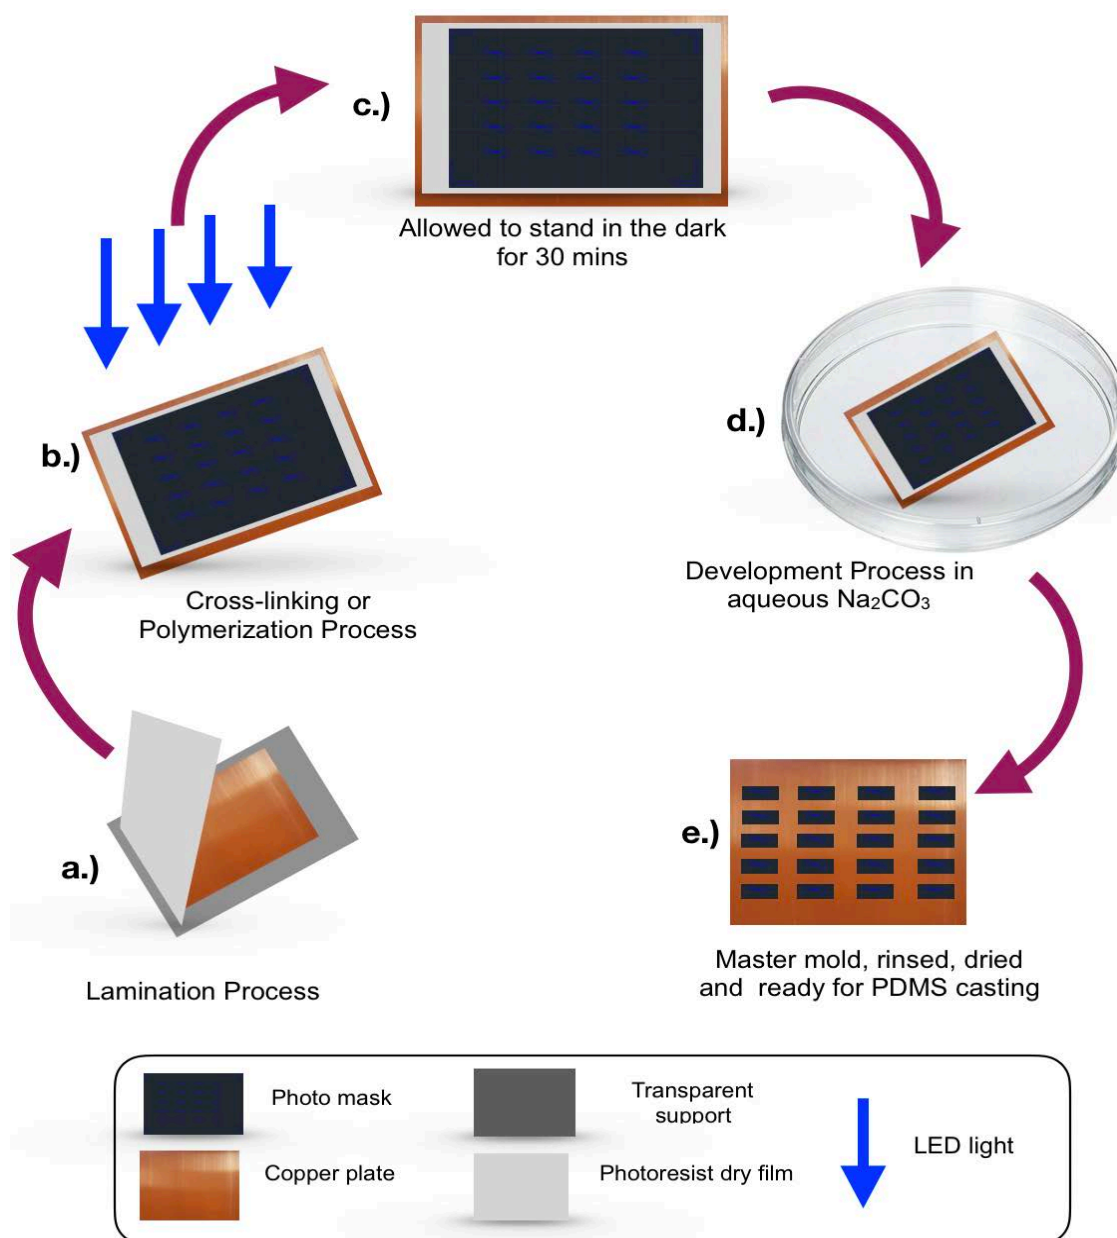 c.)
Allowed to stand in the dark
for 30 mins
b.)
Cross-linking or
Polymerization Process
d.)
Development Process in
aqueous Na₂CO₃
a.)
Lamination Process
e.)
Master mold, rinsed, dried
and ready for PDMS casting
Photo mask
Transparent
support
LED light
Copper plate
Photoresist dry film